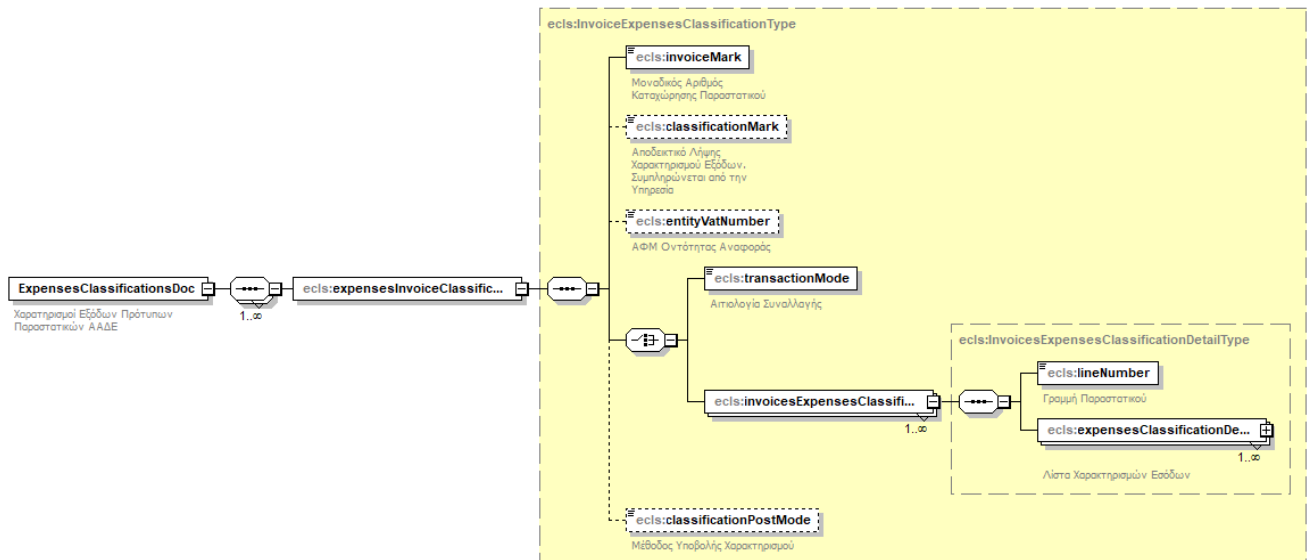 ecls:InvoiceExpensesClassificationType
ecls:invoiceMark
Μοναδικός Αριθμός
Καταχώρησης Παραστατικού
ecls:classificationMark
Αποδεικτικό Λήψης
Χαρακτηρισμού Εξόδων.
Συμπληρώνεται από την
Υπηρεσία
ecls:entityVatNumber
ΑΦΜ Οντότητας Αναφοράς
ExpensesClassificationsDoc
Χαρατηρισμοί Εξόδων Πρότυπων
Παραστατικών ΑΑΔΕ
1..∞
ecls:expensesInvoiceClassific...
ecls:transactionMode
Αιτιολογία Συναλλαγής
ecls:invoicesExpensesClassifi...
1..∞
ecls:InvoicesExpensesClassificationDetailType
ecls:lineNumber
Γραμμή Παραστατικού
ecls:expensesClassificationDe...
1..∞
Λίστα Χαρακτηρισμών Εσόδων
ecls:classificationPostMode
Μέθοδος Υποβολής Χαρακτηρισμού